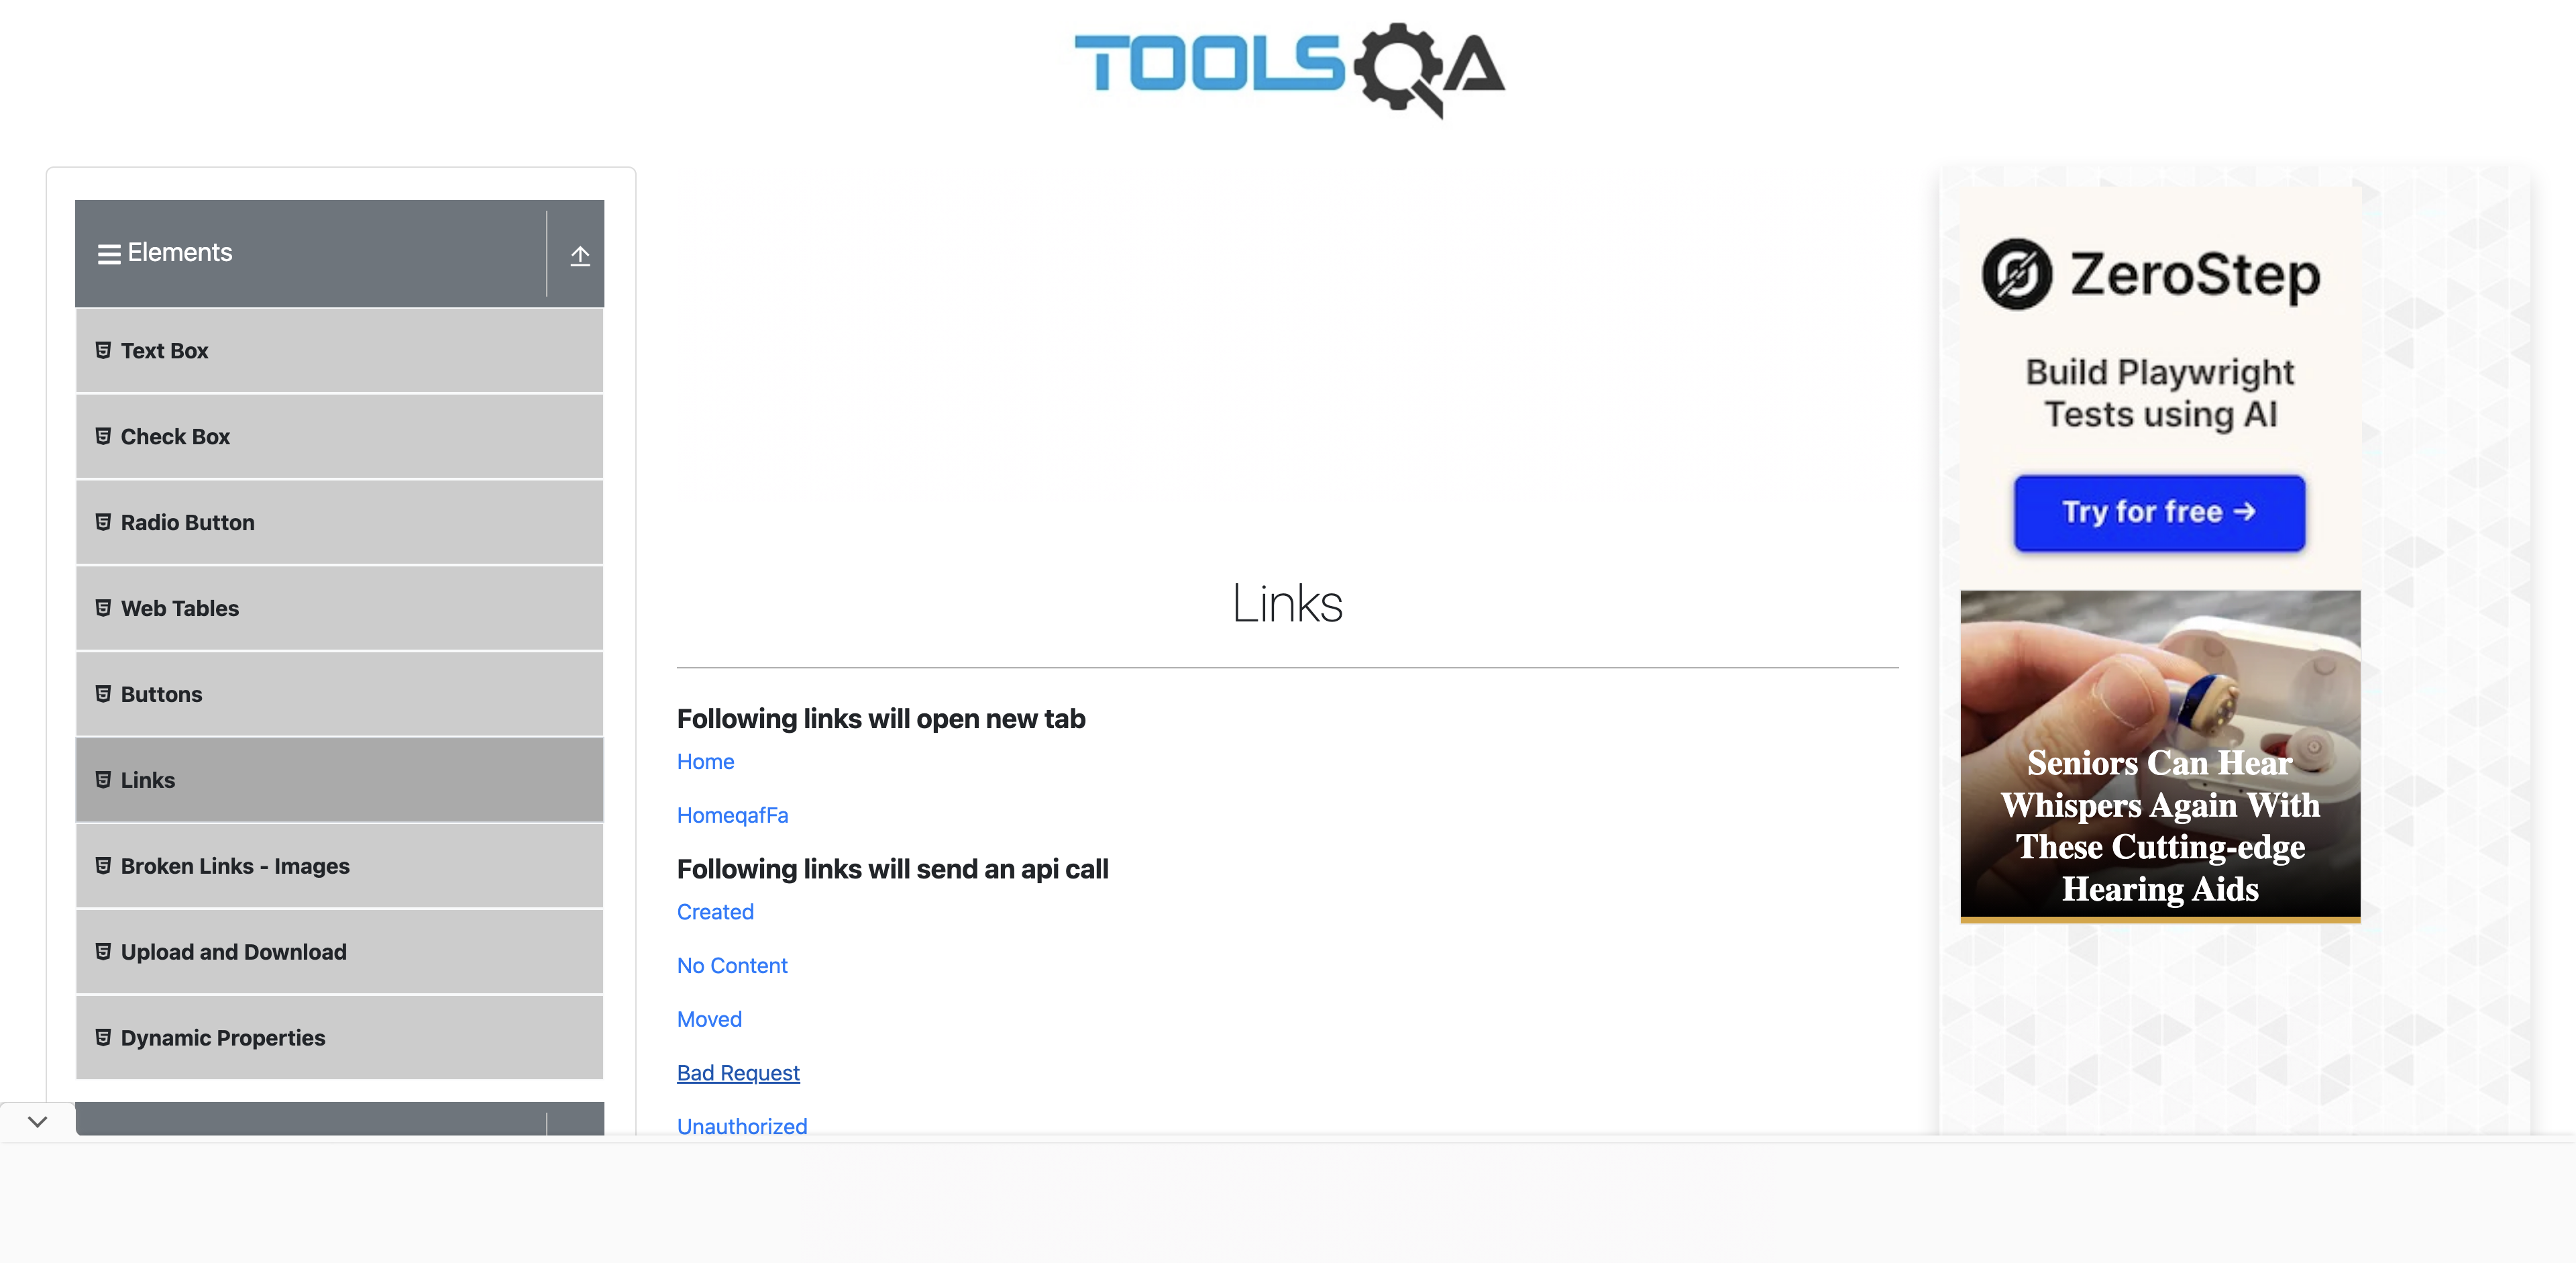 TOOLSQA
Elements
Text Box
Check Box
Radio Button
Web Tables
Buttons
Links
Broken Links - Images
Upload and Download
Dynamic Properties
Links
Following links will open new tab
Home
HomeqafFa
Following links will send an api call
Created
No Content
Moved
Bad Request
Unauthorized
ZeroStep
Build Playwright
Tests using AI
Try for free →
Seniors Can Hear
Whispers Again With
These Cutting-edge
Hearing Aids